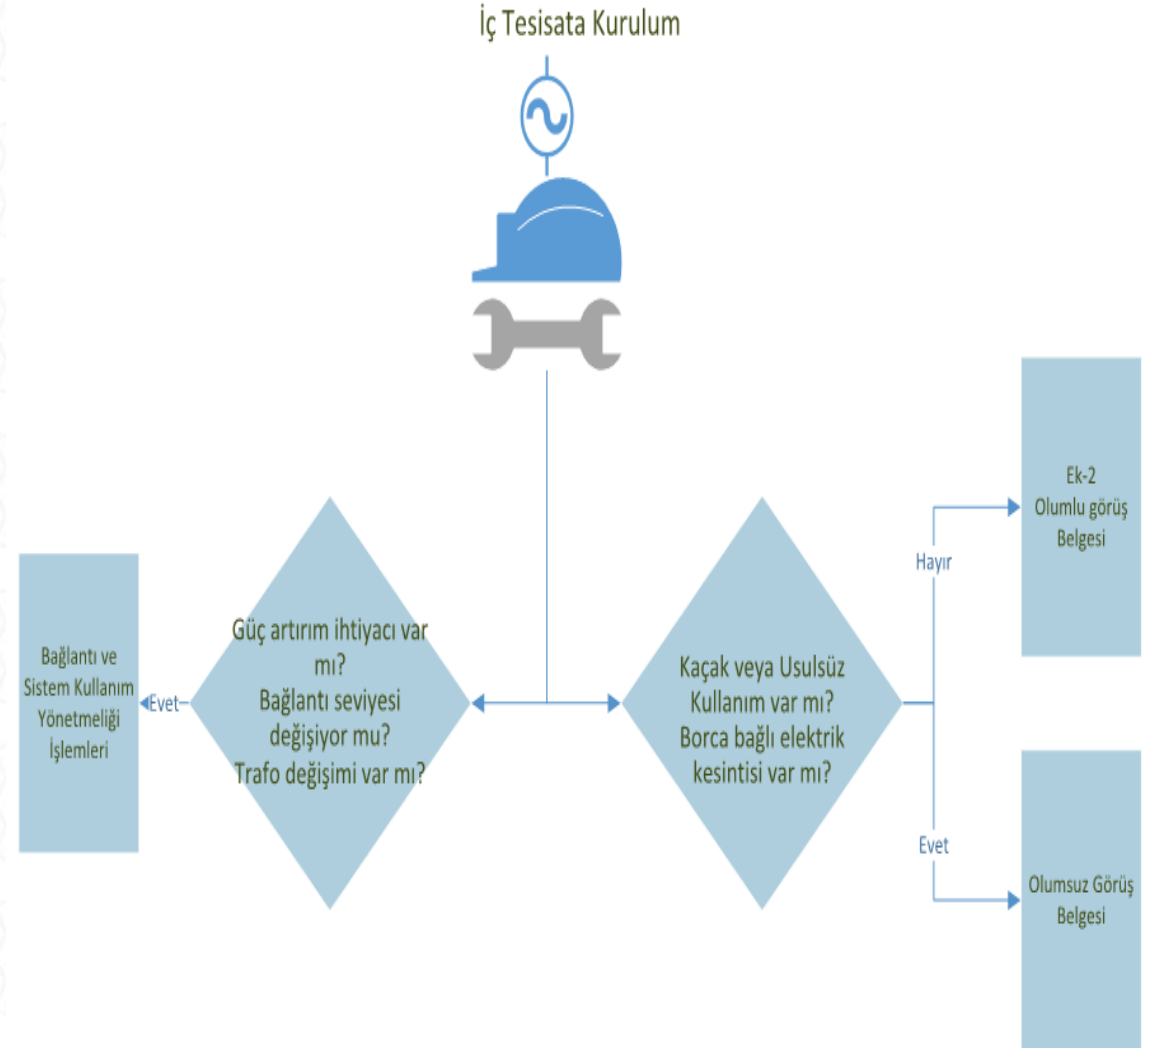 İç Tesisata Kurulum
Güç artırım ihtiyacı var
mı?
Bağlantı seviyesi
değişiyor mu?
Trafo değişimi var mı?
Evet
Bağlantı ve
Sistem Kullanım
Yönetmeliği
İşlemleri
Kaçak veya Usulsüz
Kullanım var mı?
Borca bağlı elektrik
kesintisi var mı?
Hayır
Ek-2
Olumlu görüş
Belgesi
Evet
Olumsuz Görüş
Belgesi